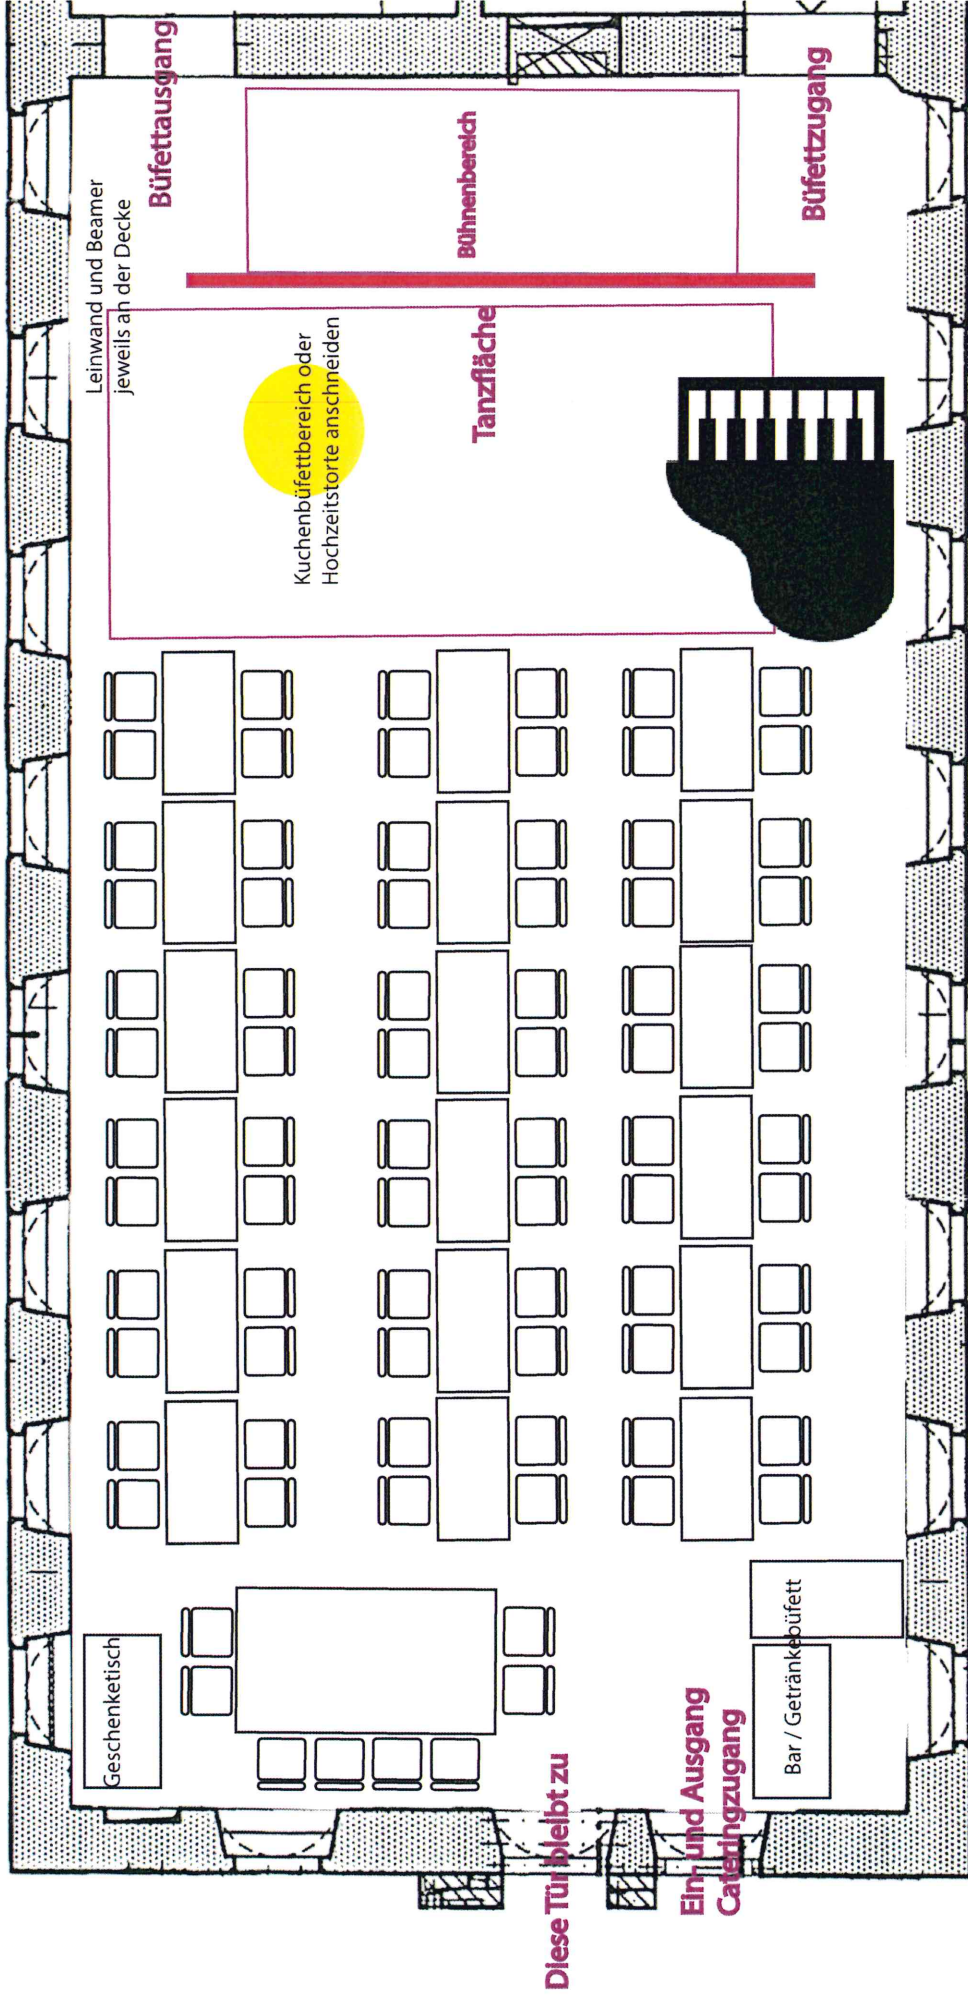 Büfettausgang
Leinwand und Beamer
jeweils an der Decke
Bühnenbereich
Büfettzugang
Kuchenbüfettbereich oder
Hochzeitstorte anschneiden
Tanzfläche
Geschenketisch
Bar / Getränkebüfett
Diese Tür bleibt zu
Ein- und Ausgang
Cateringzugang